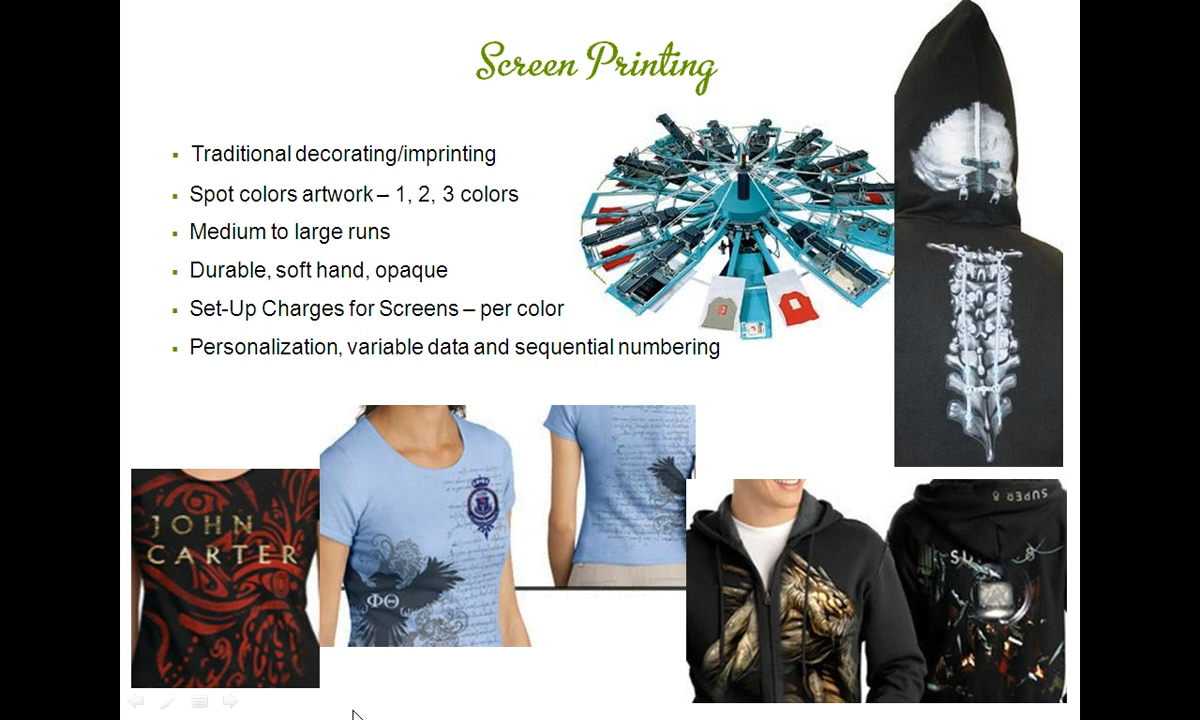 Screen Printing
Traditional decorating/imprinting
Spot colors artwork – 1, 2, 3 colors
Medium to large runs
Durable, soft hand, opaque
Set-Up Charges for Screens – per color
Personalization, variable data and sequential numbering
JOHN
CARTER
ΦΘ
SUPER 8
SUPER 8